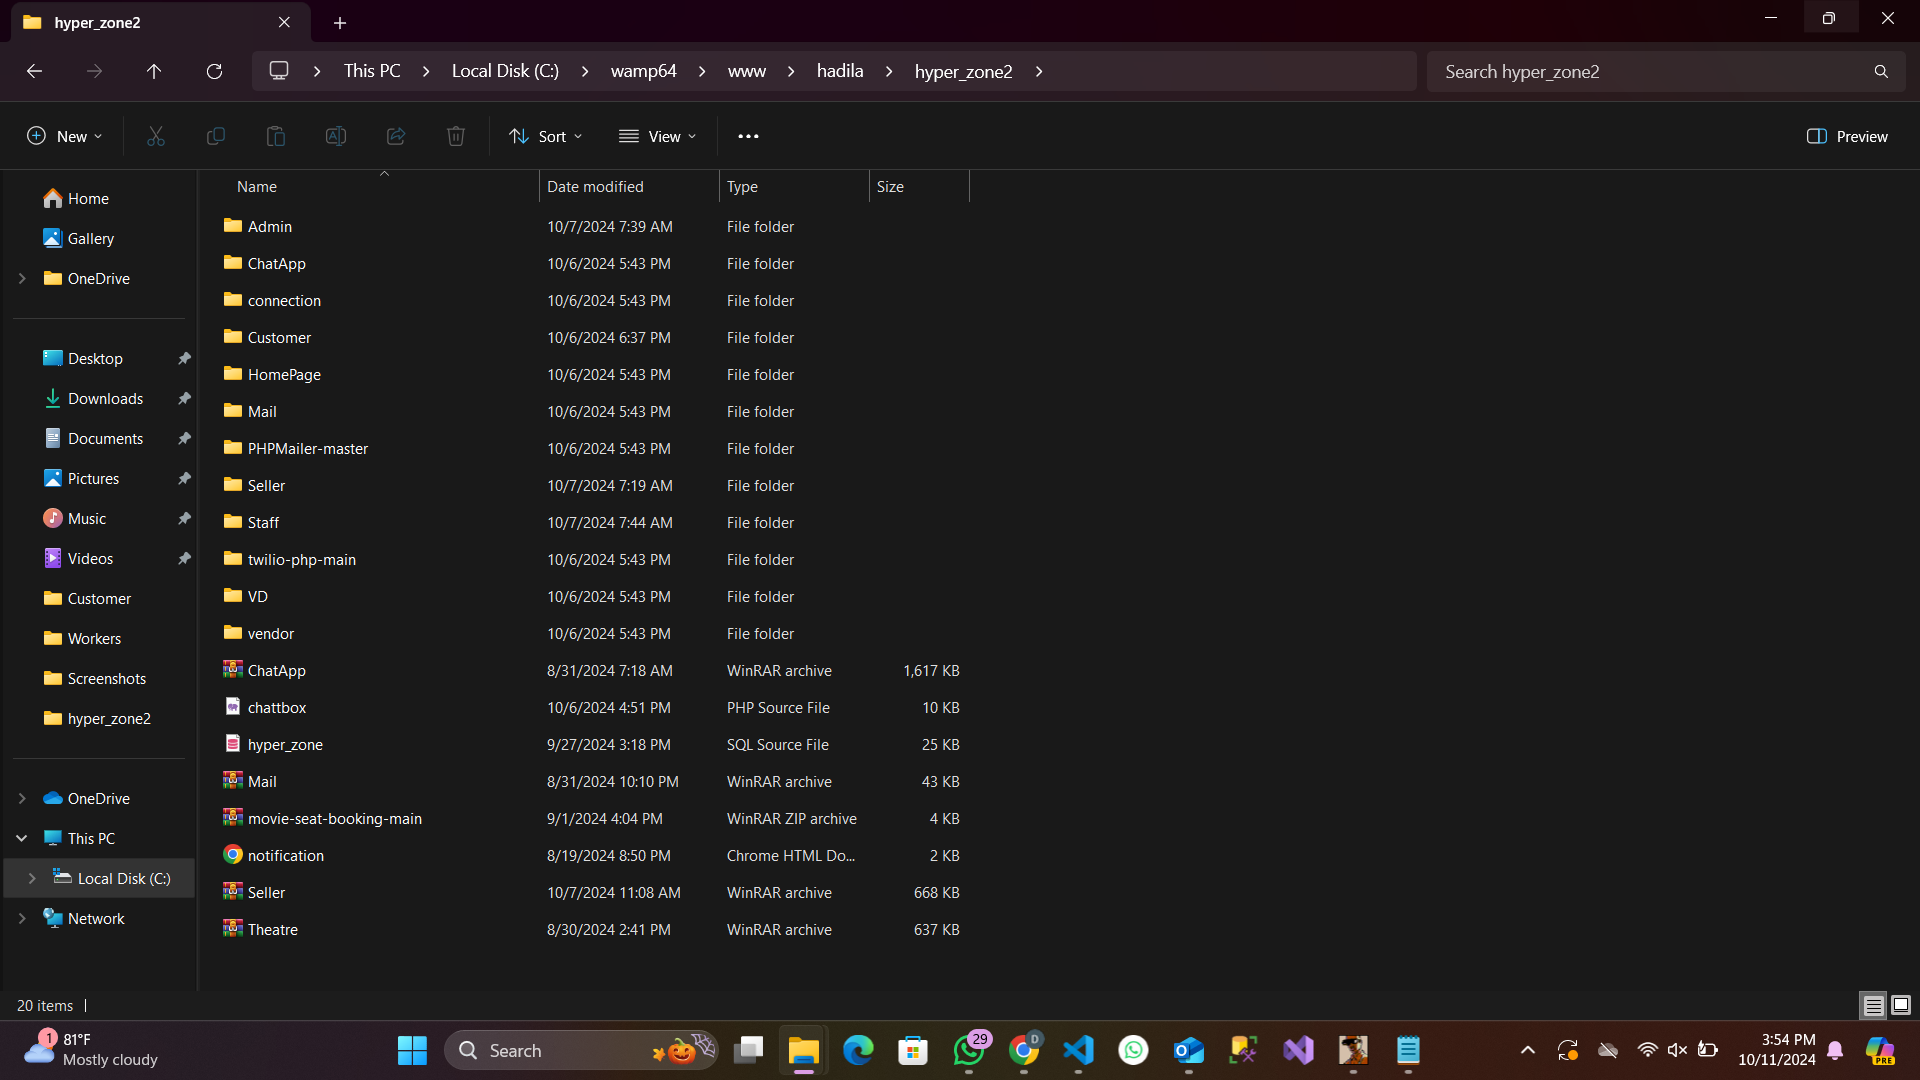 hyper_zone2
This PC
Local Disk (C:)
wamp64
www
hadila
hyper_zone2
Search hyper_zone2
New
Sort
View
Preview
Home
Gallery
OneDrive
Desktop
Downloads
Documents
Pictures
Music
Videos
Customer
Workers
Screenshots
hyper_zone2
OneDrive
This PC
Local Disk (C:)
Network
Name Date modified Type Size
Admin 10/7/2024 7:39 AM File folder
ChatApp 10/6/2024 5:43 PM File folder
connection 10/6/2024 5:43 PM File folder
Customer 10/6/2024 6:37 PM File folder
HomePage 10/6/2024 5:43 PM File folder
Mail 10/6/2024 5:43 PM File folder
PHPMailer-master 10/6/2024 5:43 PM File folder
Seller 10/7/2024 7:19 AM File folder
Staff 10/7/2024 7:44 AM File folder
twilio-php-main 10/6/2024 5:43 PM File folder
VD 10/6/2024 5:43 PM File folder
vendor 10/6/2024 5:43 PM File folder
ChatApp 8/31/2024 7:18 AM WinRAR archive 1,617 KB
chattbox 10/6/2024 4:51 PM PHP Source File 10 KB
hyper_zone 9/27/2024 3:18 PM SQL Source File 25 KB
Mail 8/31/2024 10:10 PM WinRAR archive 43 KB
movie-seat-booking-main 9/1/2024 4:04 PM WinRAR ZIP archive 4 KB
notification 8/19/2024 8:50 PM Chrome HTML Do... 2 KB
Seller 10/7/2024 11:08 AM WinRAR archive 668 KB
Theatre 8/30/2024 2:41 PM WinRAR archive 637 KB
20 items
1
81°F
Mostly cloudy
Search
29
D
3:54 PM
10/11/2024
PRE